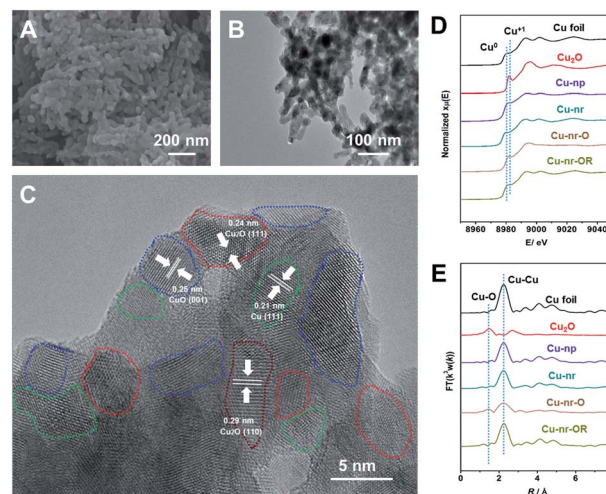 A
200 nm
B
100 nm
C
0.24 nm
Cu₂O (111)
0.25 nm
CuO (001)
0.21 nm
Cu (111)
0.29 nm
Cu₂O (110)
5 nm
D
Cu⁺¹
Cu⁰
Cu foil
Cu₂O
Cu-np
Cu-nr
Cu-nr-O
Cu-nr-OR
Normalized xμ(E)
8960 8980 9000 9020 9040
E/ eV
E
Cu-Cu
Cu-O
Cu foil
Cu₂O
Cu-np
Cu-nr
Cu-nr-O
Cu-nr-OR
FT(k³w(k))
0 2 4 6
R / Å